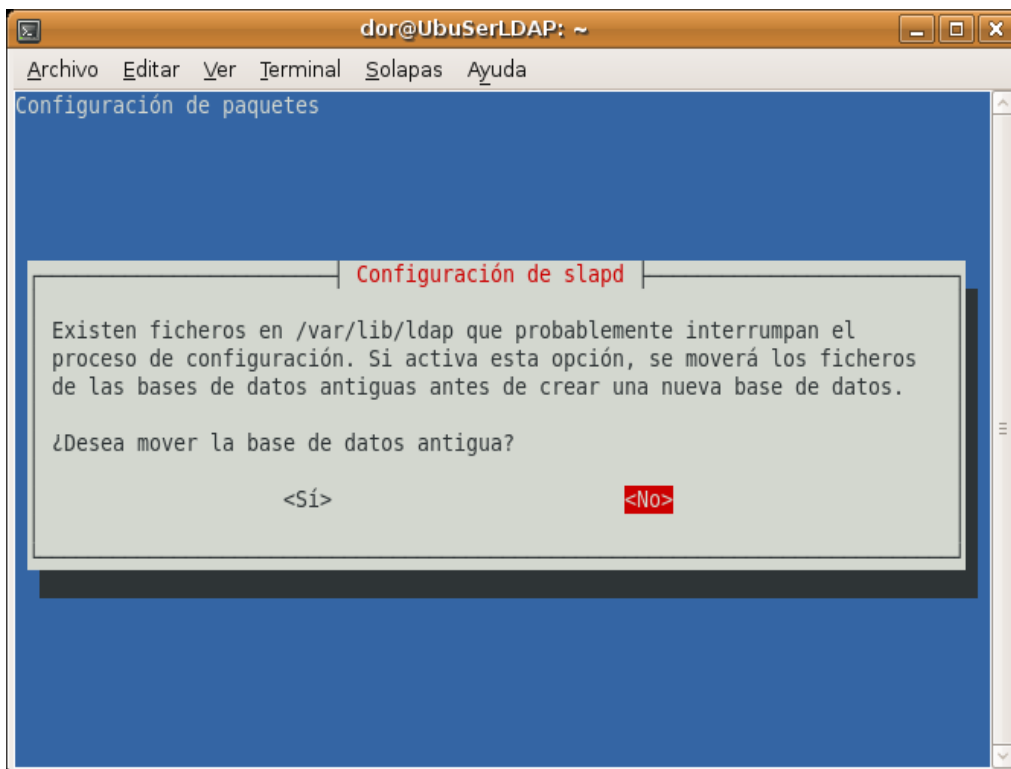 dor@UbuSerLDAP: ~
Archivo Editar Ver Terminal Solapas Ayuda
Configuración de paquetes
Configuración de slapd
Existen ficheros en /var/lib/ldap que probablemente interrumpan el
proceso de configuración. Si activa esta opción, se moverá los ficheros
de las bases de datos antiguas antes de crear una nueva base de datos.
¿Desea mover la base de datos antigua?
<Sí> <No>